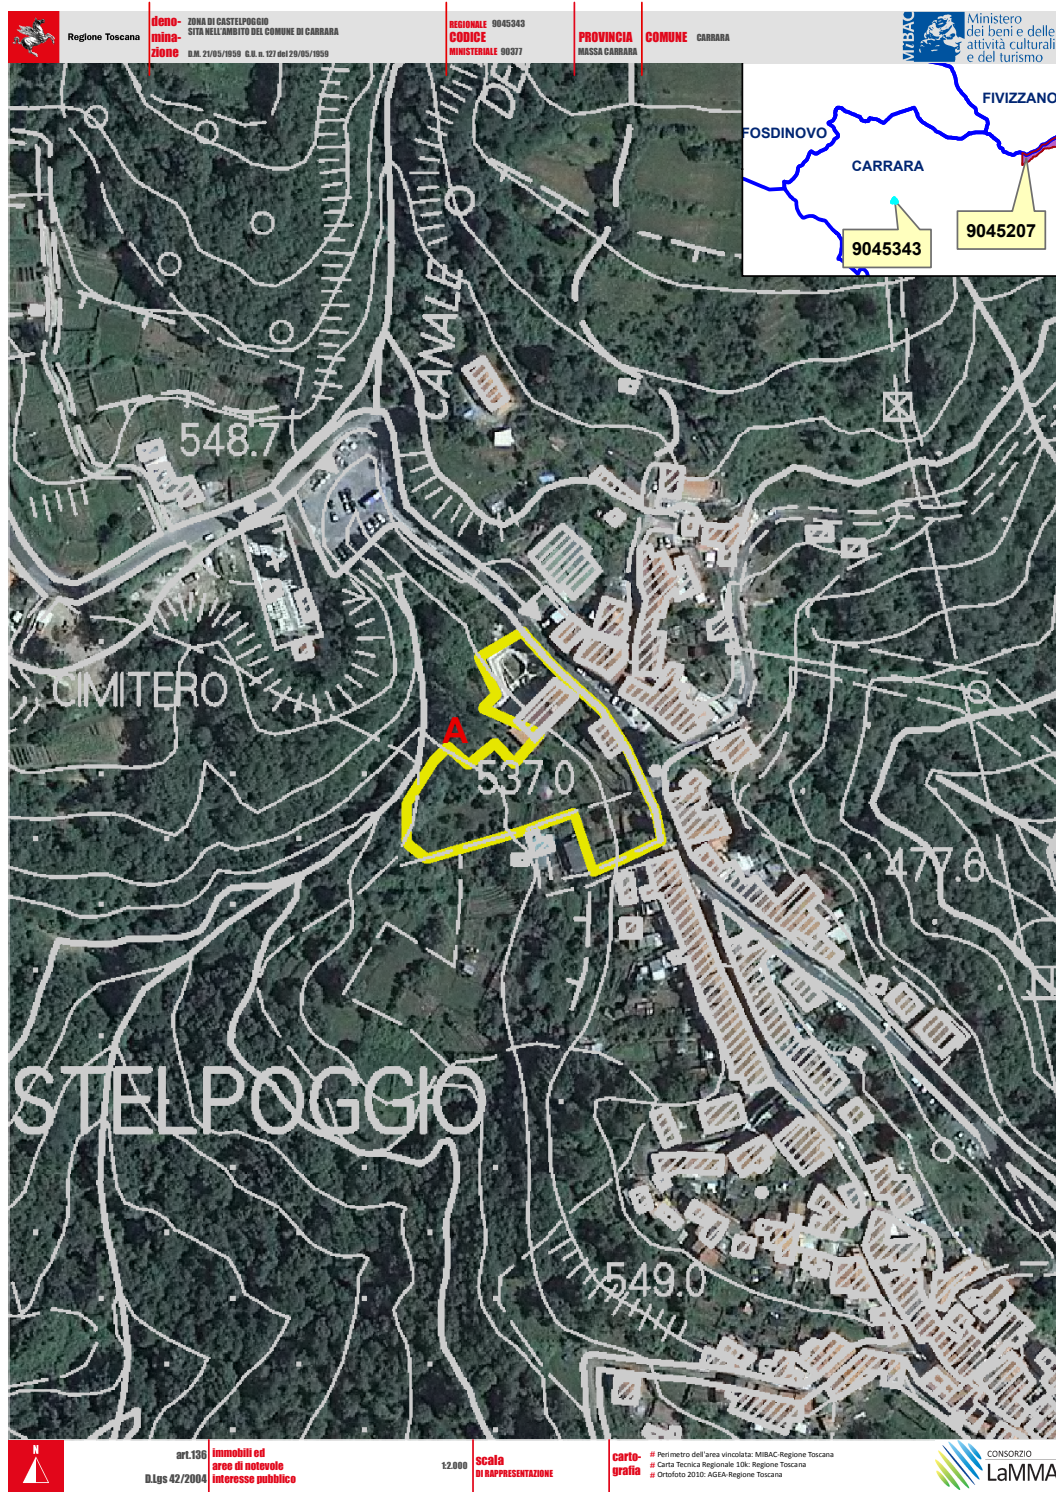 Regione Toscana
deno-
mina-
zione
ZONA DI CASTELPOGGIO
SITA NELL'AMBITO DEL COMUNE DI CARRARA
D.M. 21/05/1959 G.U. n. 127 del 29/05/1959
REGIONALE 9045343
CODICE
MINISTERIALE 90377
PROVINCIA
MASSA CARRARA
COMUNE CARRARA
MiBAC
Ministero
dei beni e delle
attività culturali
e del turismo
FIVIZZANO
FOSDINOVO
CARRARA
9045207
9045343
DE
CANALE
548.7
CIMITERO
A
537.0
477.6
STELPOGGIO
549.0
N
art.136
D.Lgs 42/2004
immobili ed
aree di notevole
interesse pubblico
1:2.000
scala
DI RAPPRESENTAZIONE
carto-
grafia
# Perimetro dell'area vincolata: MIBAC-Regione Toscana
# Carta Tecnica Regionale 10k: Regione Toscana
# Ortofoto 2010: AGEA-Regione Toscana
CONSORZIO
LaMMA